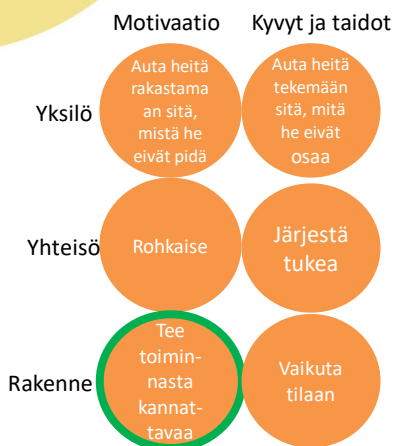 Motivaatio Kyvyt ja taidot
Yksilö
Auta heitä
rakastama
an sitä,
mistä he
eivät pidä
Auta heitä
tekemään
sitä, mitä
he eivät
osaa
Yhteisö
Rohkaise
Järjestä
tukea
Rakenne
Tee
toimin-
nasta
kannat-
tavaa
Vaikuta
tilaan